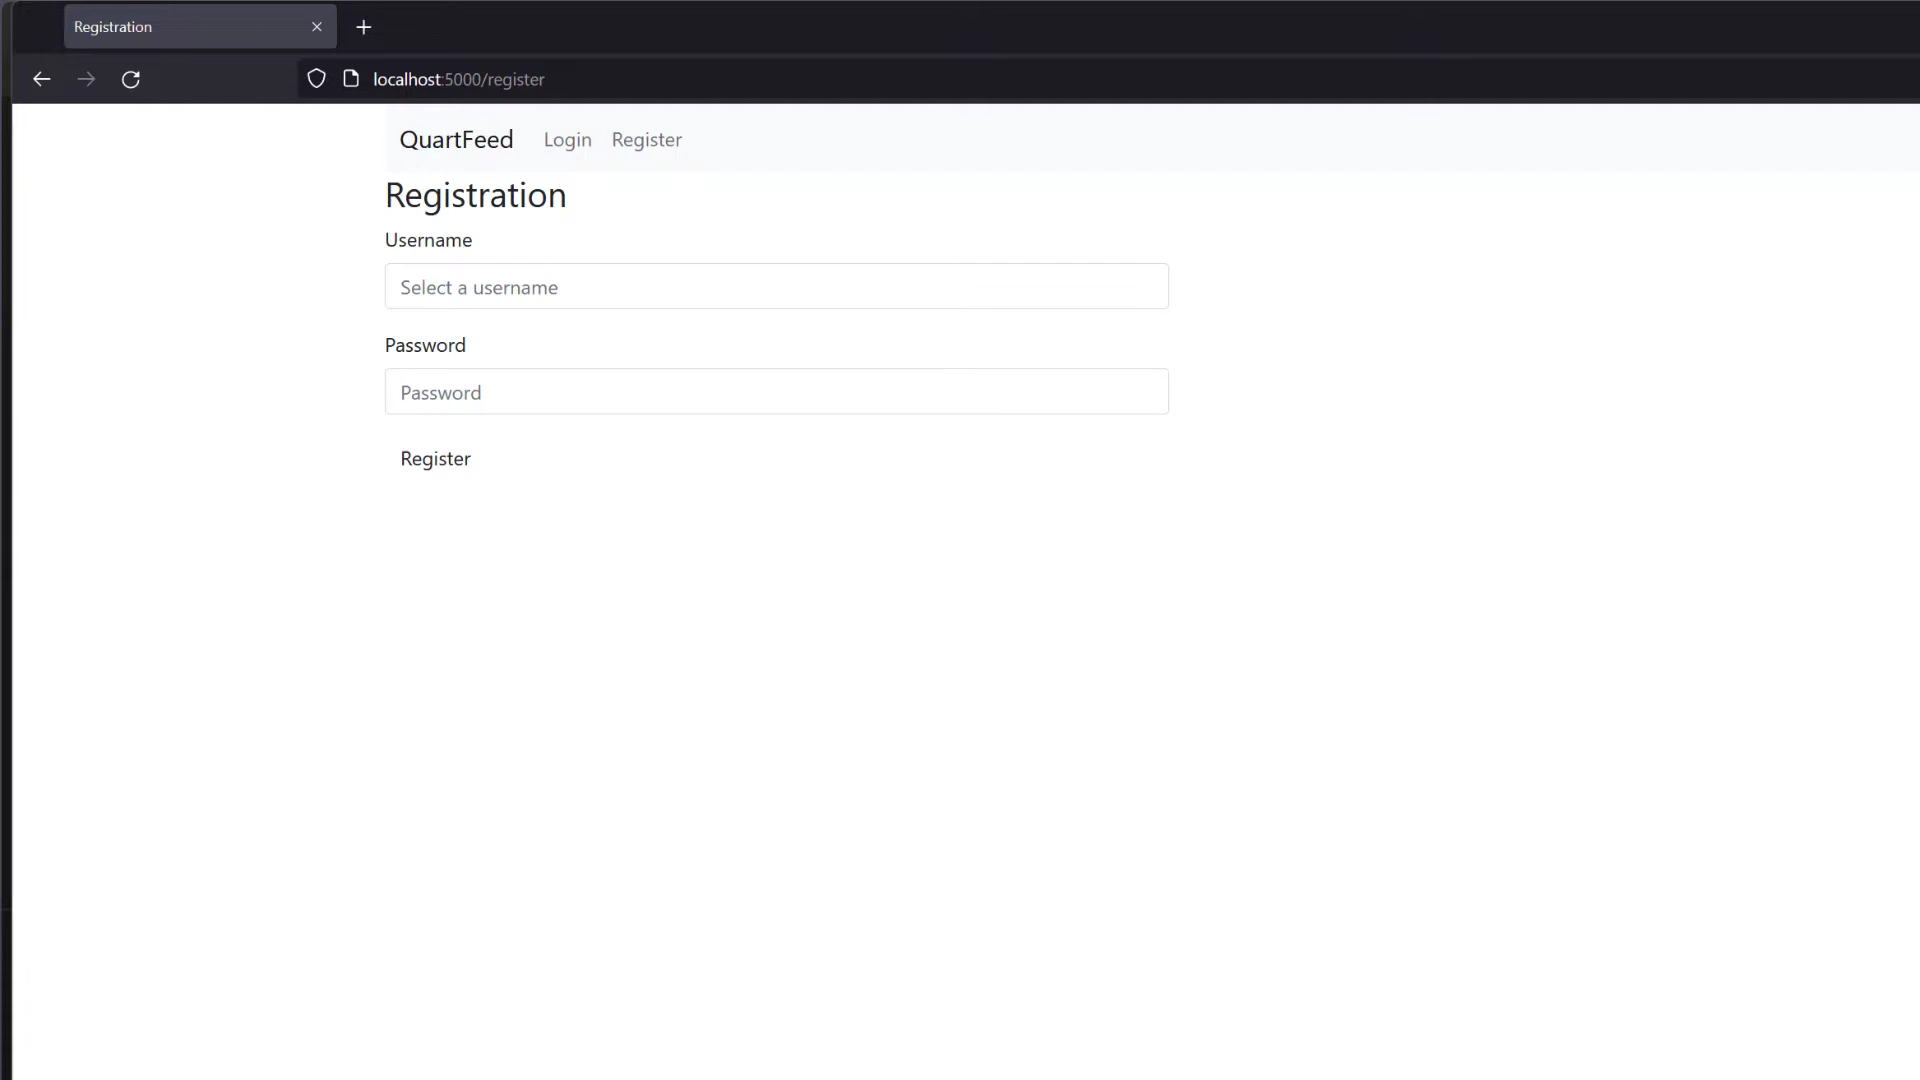 Registration
localhost:5000/register
QuartFeed Login Register
Registration
Username
Select a username
Password
Password
Register